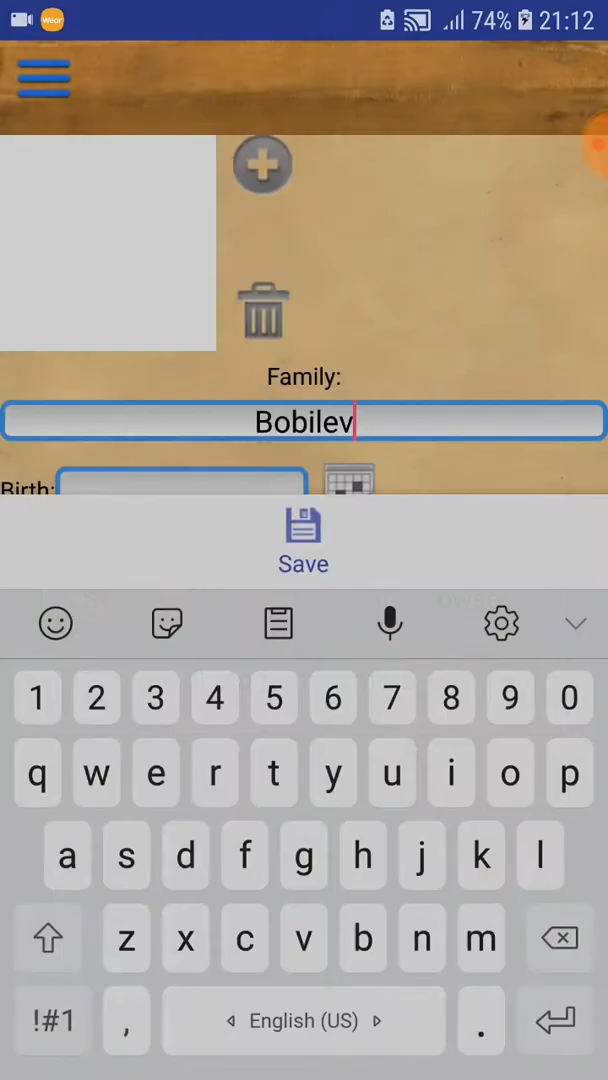 Wear 74% 21:12
Family:
Bobilev
Birth:
Save
1 2 3 4 5 6 7 8 9 0
q w e r t y u i o p
a s d f g h j k l
z x c v b n m
!#1 , English (US) .